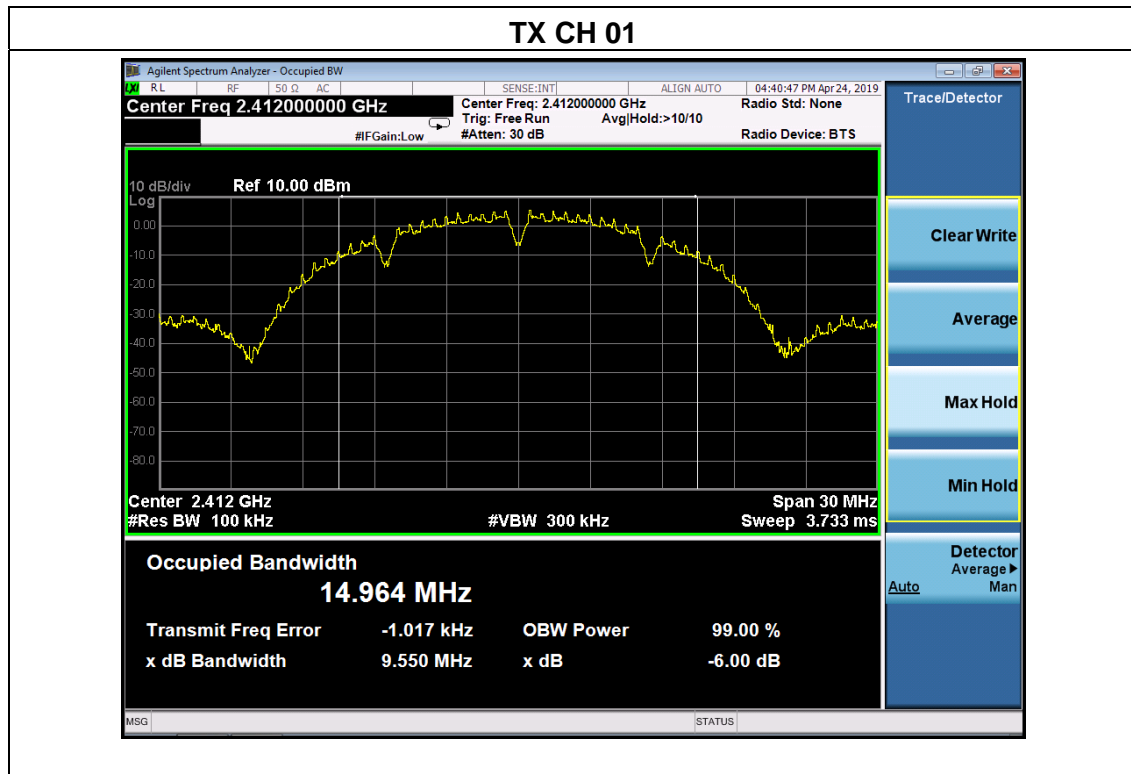 TX CH 01
Agilent Spectrum Analyzer - Occupied BW
LXI RL RF 50 Ω AC SENSE:INT ALIGN AUTO 04:40:47 PM Apr 24, 2019
Center Freq 2.412000000 GHz
Center Freq: 2.412000000 GHz Radio Std: None
Trig: Free Run Avg|Hold:>10/10
#IFGain:Low #Atten: 30 dB Radio Device: BTS
Trace/Detector
10 dB/div Ref 10.00 dBm
Log
0.00
-10.0
-20.0
-30.0
-40.0
-50.0
-60.0
-70.0
-80.0
Center 2.412 GHz Span 30 MHz
#Res BW 100 kHz #VBW 300 kHz Sweep 3.733 ms
Clear Write
Average
Max Hold
Min Hold
Detector
Average▶
Auto Man
Occupied Bandwidth
14.964 MHz
Transmit Freq Error -1.017 kHz OBW Power 99.00 %
x dB Bandwidth 9.550 MHz x dB -6.00 dB
MSG STATUS